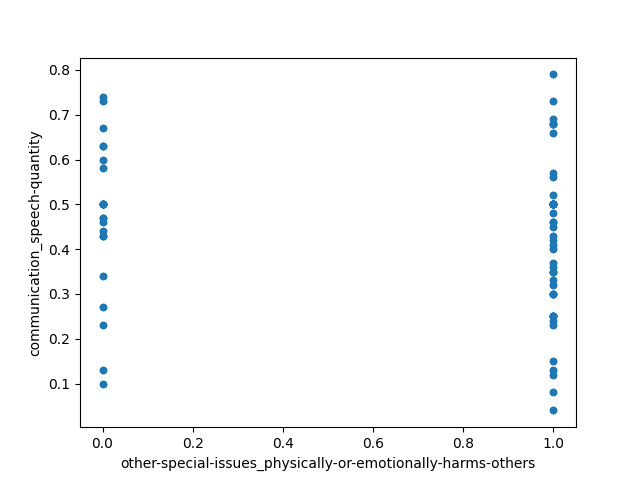 0.8
0.7
0.6
0.5
0.4
0.3
0.2
0.1
communication_speech-quantity
0.0 0.2 0.4 0.6 0.8 1.0
other-special-issues_physically-or-emotionally-harms-others